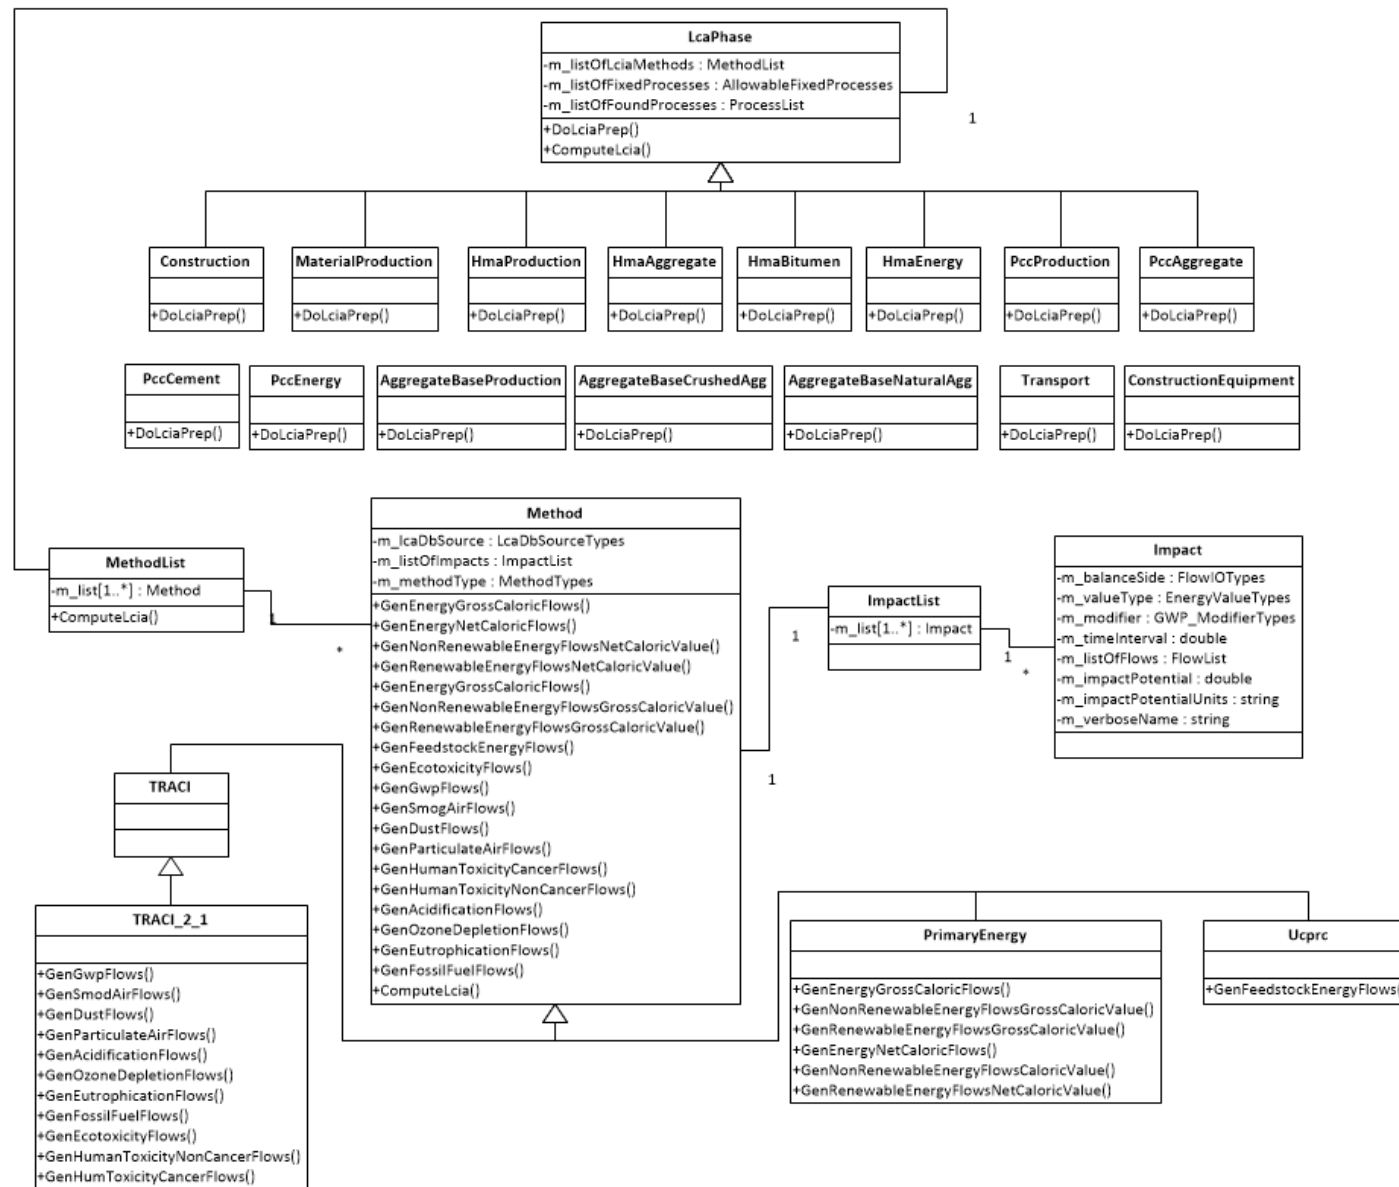 LcaPhase
-m_listOfLciaMethods : MethodList
-m_listOfFixedProcesses : AllowableFixedProcesses
-m_listOfFoundProcesses : ProcessList
+DoLciaPrep()
+ComputeLcia()
1
Construction
+DoLciaPrep()
MaterialProduction
+DoLciaPrep()
HmaProduction
+DoLciaPrep()
HmaAggregate
+DoLciaPrep()
HmaBitumen
+DoLciaPrep()
HmaEnergy
+DoLciaPrep()
PccProduction
+DoLciaPrep()
PccAggregate
+DoLciaPrep()
PccCement
+DoLciaPrep()
PccEnergy
+DoLciaPrep()
AggregateBaseProduction
+DoLciaPrep()
AggregateBaseCrushedAgg
+DoLciaPrep()
AggregateBaseNaturalAgg
+DoLciaPrep()
Transport
+DoLciaPrep()
ConstructionEquipment
+DoLciaPrep()
MethodList
-m_list[1..*] : Method
+ComputeLcia()
1
*
Method
-m_lcaDbSource : LcaDbSourceTypes
-m_listOfImpacts : ImpactList
-m_methodType : MethodTypes
+GenEnergyGrossCaloricFlows()
+GenEnergyNetCaloricFlows()
+GenNonRenewableEnergyFlowsNetCaloricValue()
+GenRenewableEnergyFlowsNetCaloricValue()
+GenEnergyGrossCaloricFlows()
+GenNonRenewableEnergyFlowsGrossCaloricValue()
+GenRenewableEnergyFlowsGrossCaloricValue()
+GenFeedstockEnergyFlows()
+GenEcotoxicityFlows()
+GenGwpFlows()
+GenSmogAirFlows()
+GenDustFlows()
+GenParticulateAirFlows()
+GenHumanToxicityCancerFlows()
+GenHumanToxicityNonCancerFlows()
+GenAcidificationFlows()
+GenOzoneDepletionFlows()
+GenEutrophicationFlows()
+GenFossilFuelFlows()
+ComputeLcia()
1
1
ImpactList
-m_list[1..*] : Impact
1
*
Impact
-m_balanceSide : FlowIOTypes
-m_valueType : EnergyValueTypes
-m_modifier : GWP_ModifierTypes
-m_timeInterval : double
-m_listOfFlows : FlowList
-m_impactPotential : double
-m_impactPotentialUnits : string
-m_verboseName : string
TRACI
TRACI_2_1
+GenGwpFlows()
+GenSmodAirFlows()
+GenDustFlows()
+GenParticulateAirFlows()
+GenAcidificationFlows()
+GenOzoneDepletionFlows()
+GenEutrophicationFlows()
+GenFossilFuelFlows()
+GenEcotoxicityFlows()
+GenHumanToxicityNonCancerFlows()
+GenHumToxicityCancerFlows()
PrimaryEnergy
+GenEnergyGrossCaloricFlows()
+GenNonRenewableEnergyFlowsGrossCaloricValue()
+GenRenewableEnergyFlowsGrossCaloricValue()
+GenEnergyNetCaloricFlows()
+GenNonRenewableEnergyFlowsCaloricValue()
+GenRenewableEnergyFlowsNetCaloricValue()
Ucprc
+GenFeedstockEnergyFlows(